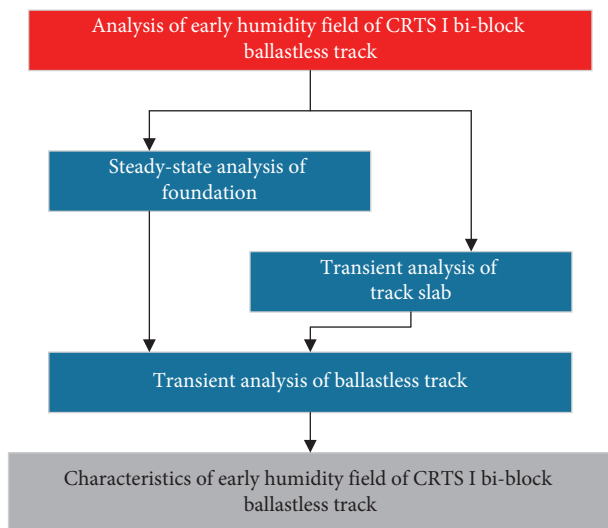 Analysis of early humidity field of CRTS I bi-block
ballastless track
Steady-state analysis of
foundation
Transient analysis of
track slab
Transient analysis of ballastless track
Characteristics of early humidity field of CRTS I bi-block
ballastless track